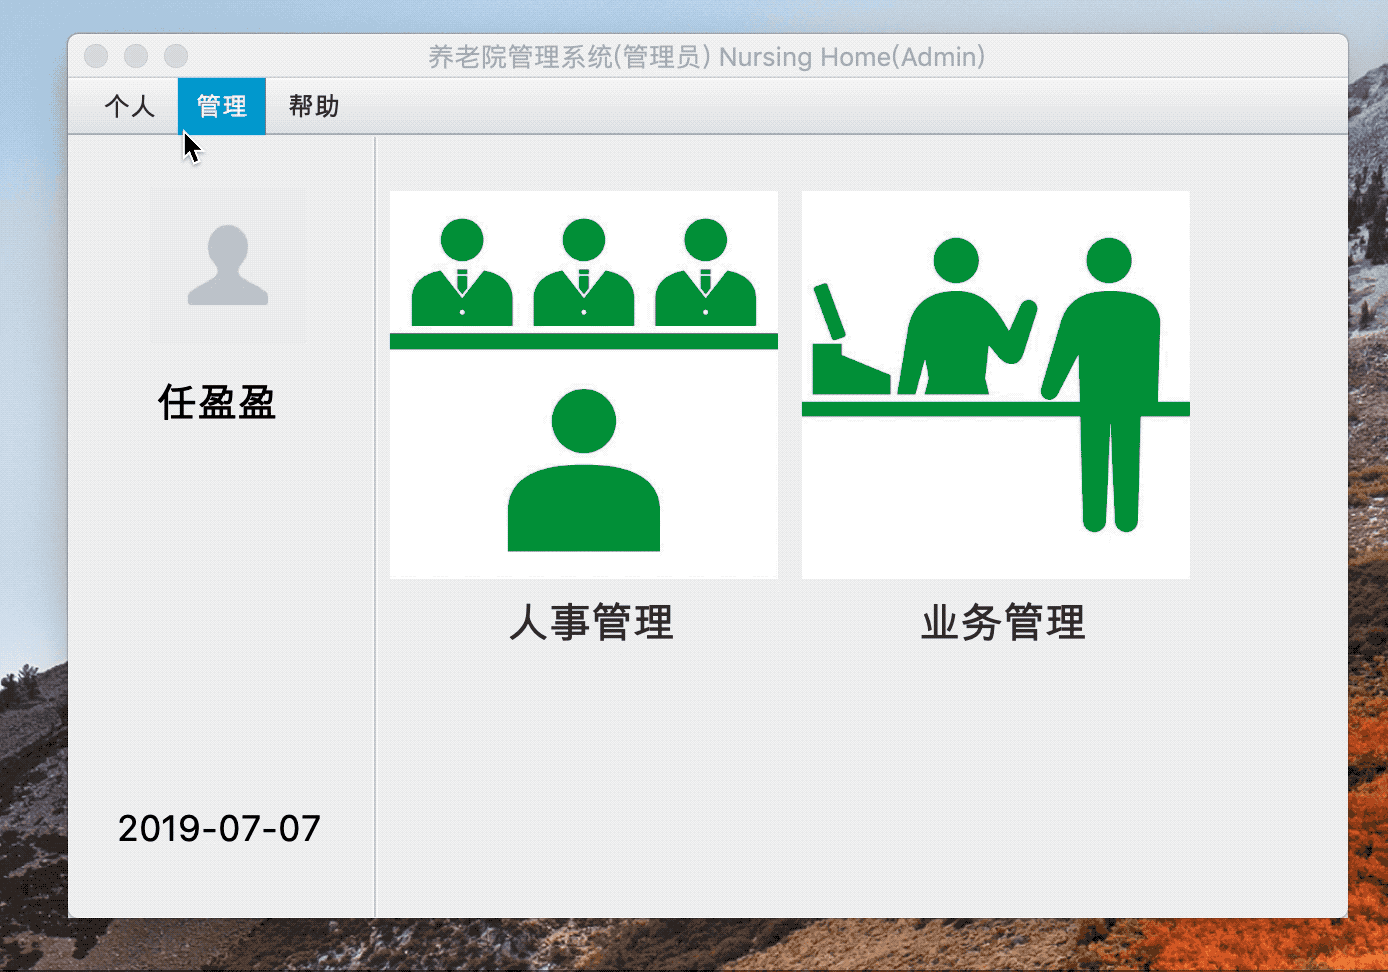 养老院管理系统(管理员) Nursing Home(Admin)
个人 管理 帮助
任盈盈
人事管理 业务管理
2019-07-07